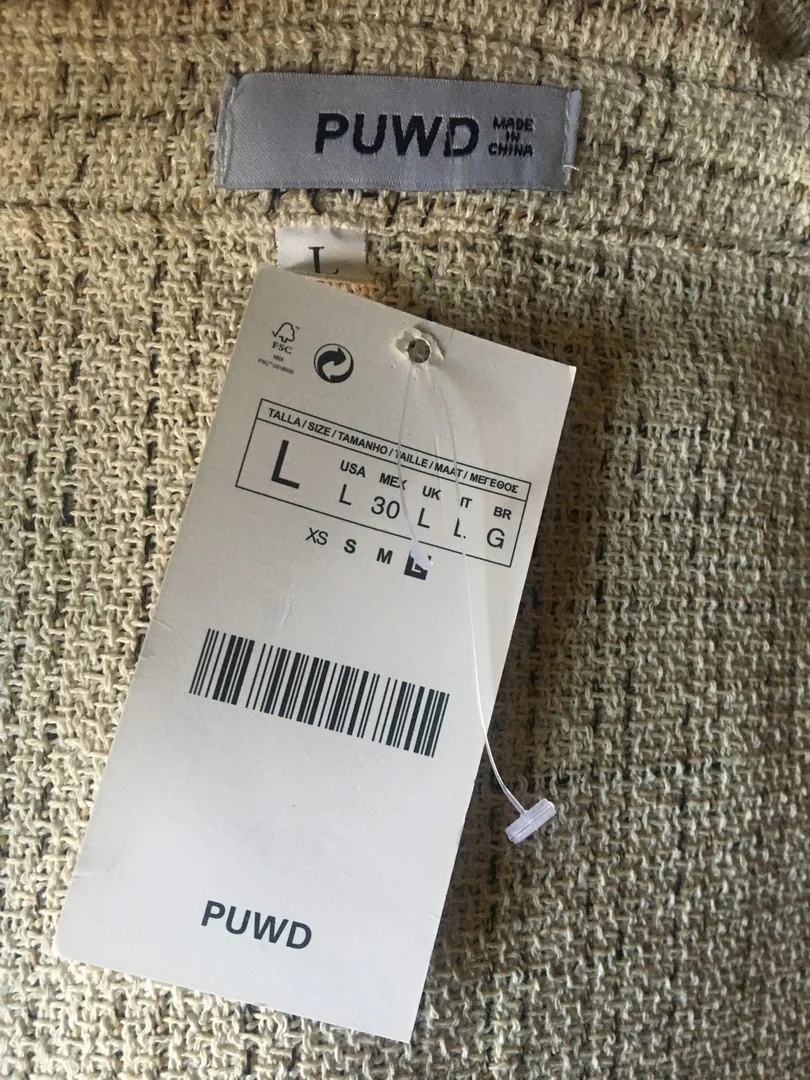 PUWD MADE IN CHINA
L
FSC
MIX
TALLA / SIZE / TAMANHO / TAILLE / MAAT / ΜΕΓΕΘΟΣ
L
USA MEX UK IT BR
L 30 L L G
XS S M L
PUWD